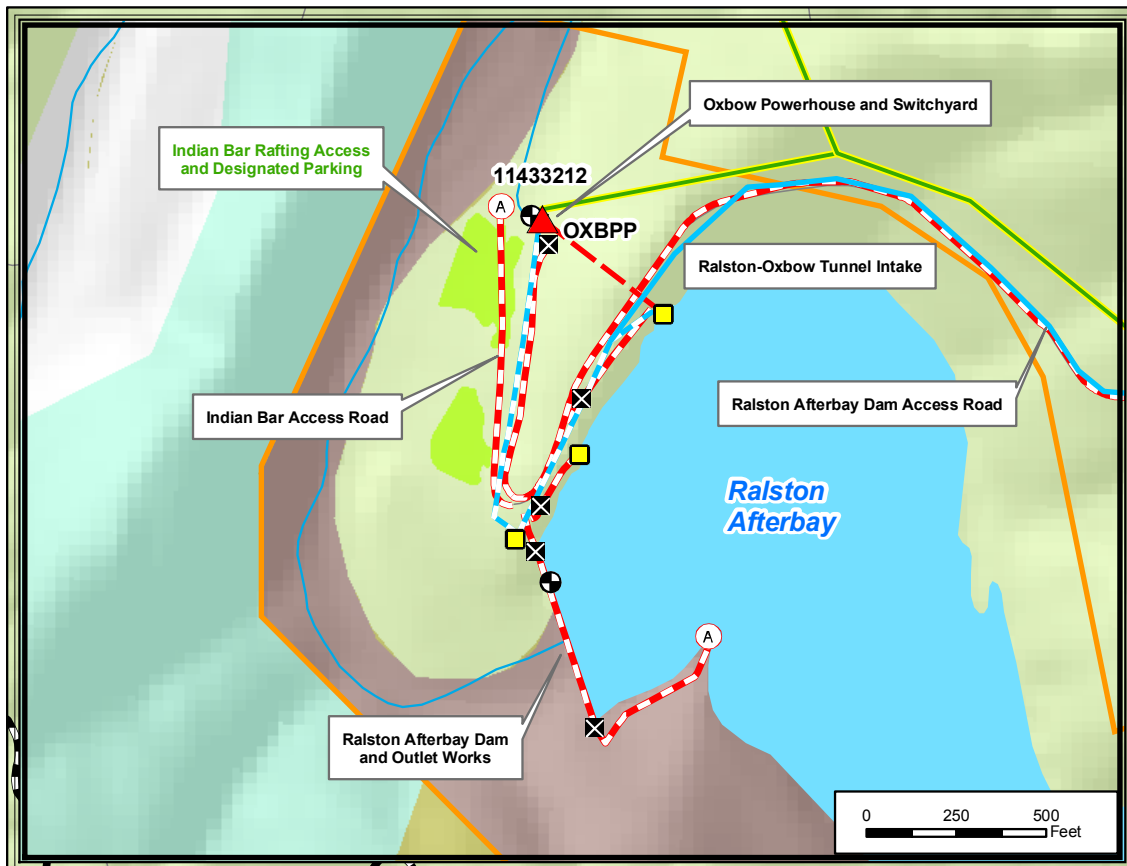 Oxbow Powerhouse and Switchyard
Indian Bar Rafting Access
and Designated Parking
11433212
A
OXBPP
Ralston-Oxbow Tunnel Intake
Ralston Afterbay Dam Access Road
Indian Bar Access Road
Ralston
Afterbay
A
Ralston Afterbay Dam
and Outlet Works
0 250 500
Feet